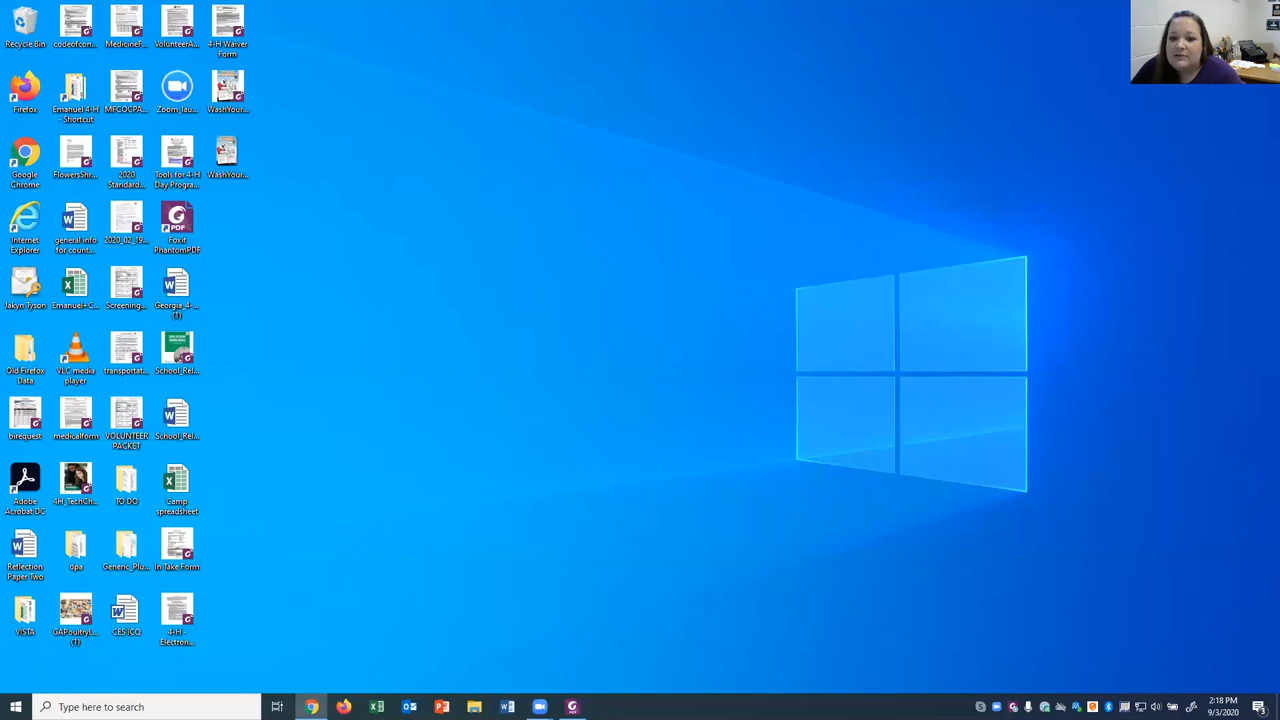 Recycle Bin
codeofcon...
MedicineF...
VolunteerA...
4-H Waiver
Form
Firefox
Emanuel 4-H
- Shortcut
MFCOCPA...
Zoom_lau...
WashYour...
Google
Chrome
FlowersShr...
2020
Standard...
Tools for 4-H
Day Progra...
WashYour...
Internet
Explorer
general info
for count...
2020_02_19...
Foxit
PhantomPDF
Jakyn Tyson
Emanuel+C...
Screening...
Georgia_4-...
(1)
Old Firefox
Data
VLC media
player
transportat...
School_Rel...
birequest
medicalform
VOLUNTEER
PACKET
School_Rel...
Adobe
Acrobat DC
4H_TechCh...
TO DO
Camp
spreadsheet
Reflection
Paper Two
dpa
Generic_Plu...
In Take Form
VISTA
GAPoultryL...
(1)
CES ICQ
4-H -
Electron...
Type here to search
2:18 PM
9/3/2020